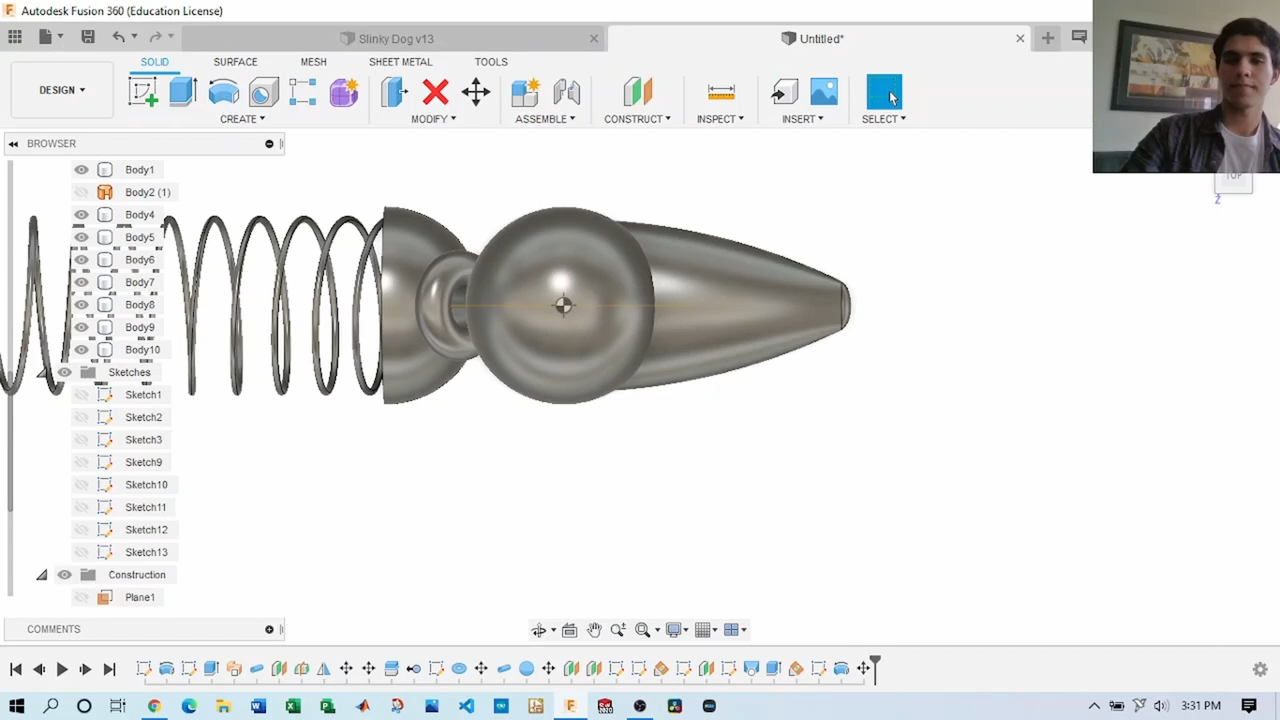 Autodesk Fusion 360 (Education License)
Slinky Dog v13
Untitled*
SOLID SURFACE MESH SHEET METAL TOOLS
DESIGN
CREATE MODIFY ASSEMBLE CONSTRUCT INSPECT INSERT SELECT
BROWSER
TOP
Z
Body1
Body2 (1)
Body4
Body5
Body6
Body7
Body8
Body9
Body10
Sketches
Sketch1
Sketch2
Sketch3
Sketch9
Sketch10
Sketch11
Sketch12
Sketch13
Construction
Plane1
COMMENTS
3:31 PM